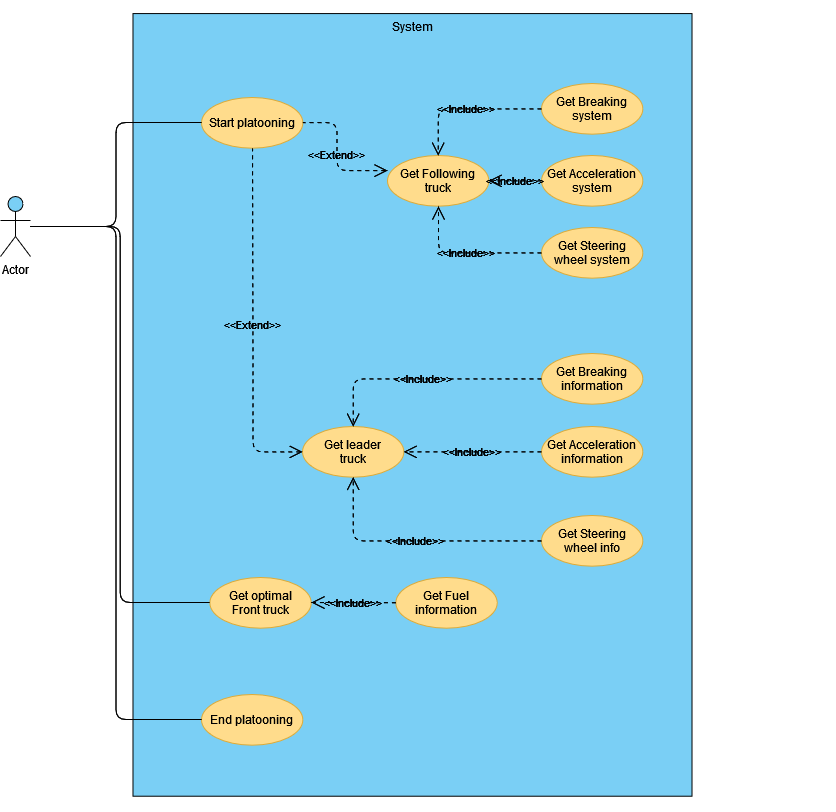 System
Get Breaking
system
<<Include>>
Start platooning
<<Extend>>
Get Following
truck
<<Include>>
Get Acceleration
system
<<Include>>
Get Steering
wheel system
Actor
<<Extend>>
Get Breaking
information
<<Include>>
Get leader
truck
<<Include>>
Get Acceleration
information
<<Include>>
Get Steering
wheel info
Get optimal
Front truck
<<Include>>
Get Fuel
information
End platooning